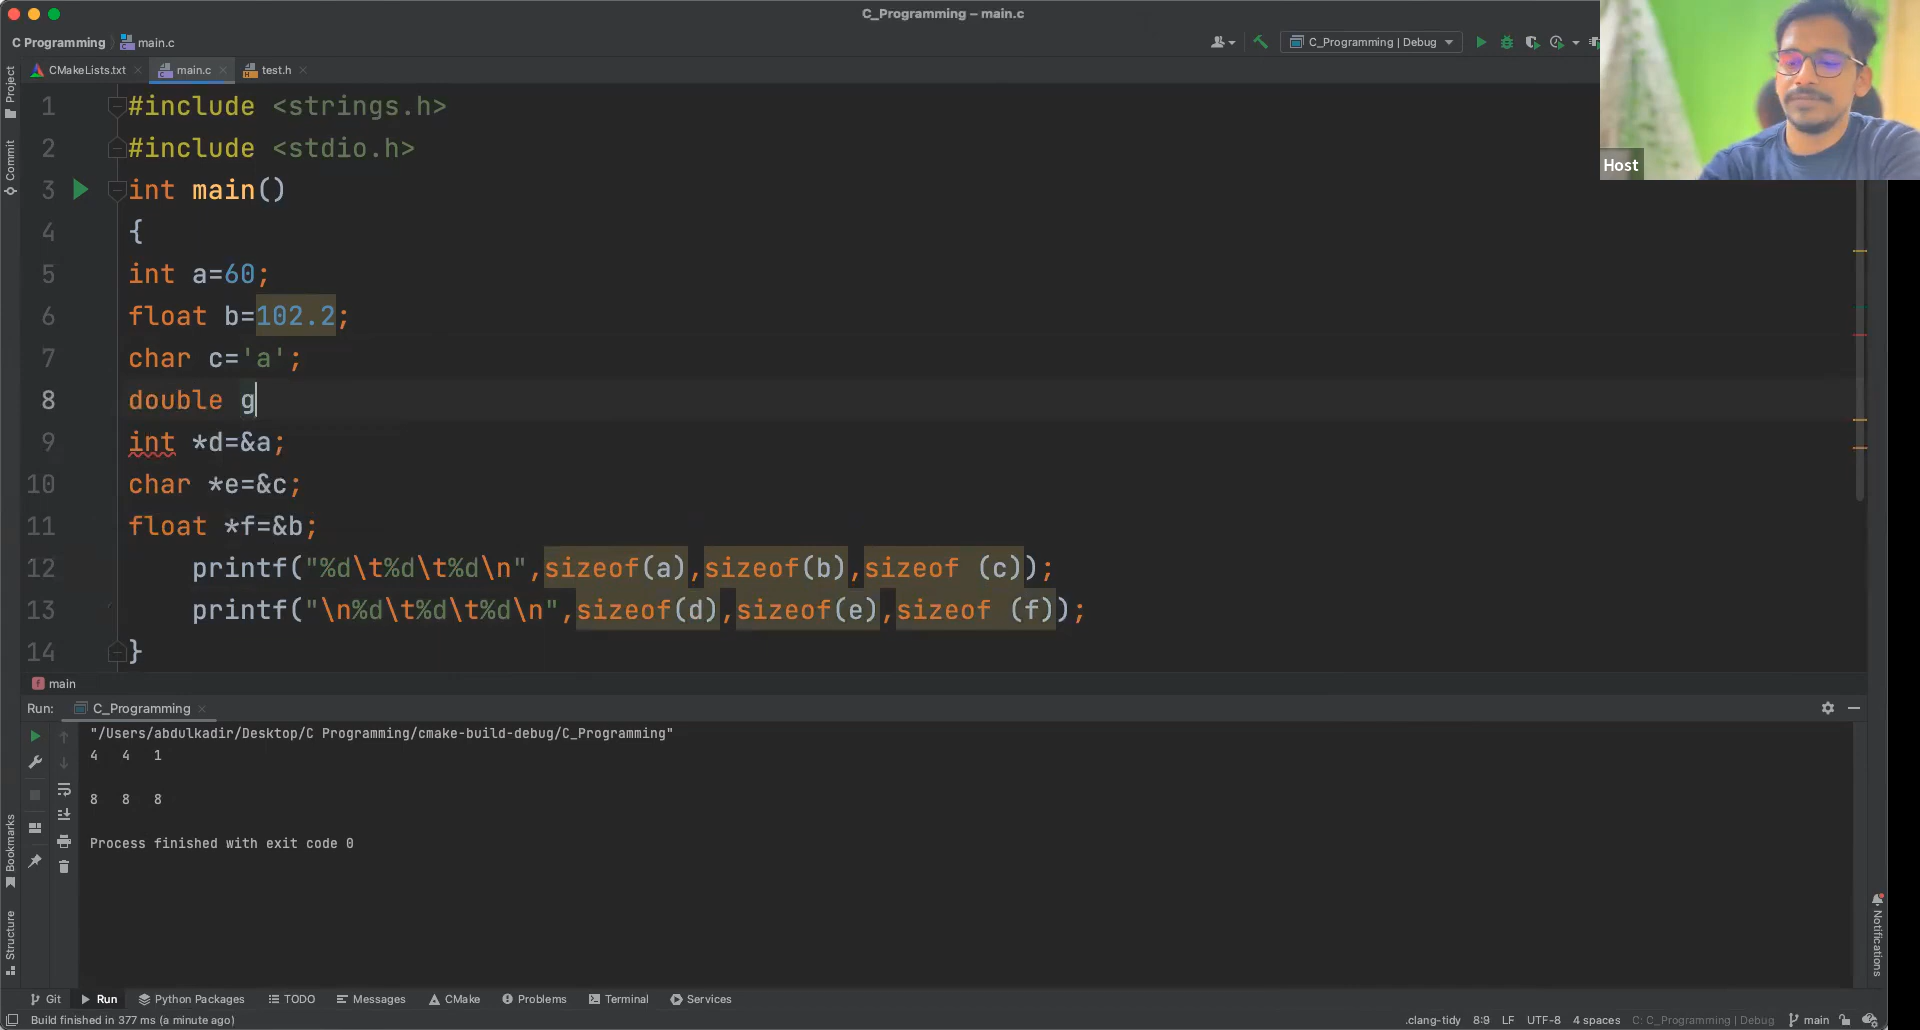 C_Programming – main.c
C Programming main.c C_Programming | Debug
CMakeLists.txt main.c test.h
Project
Commit
Bookmarks
Structure
Notifications
Host
1 #include <strings.h>
2 #include <stdio.h>
3 int main()
4 {
5 int a=60;
6 float b=102.2;
7 char c='a';
8 double g
9 int *d=&a;
10 char *e=&c;
11 float *f=&b;
12 printf("%d\t%d\t%d\n",sizeof(a),sizeof(b),sizeof (c));
13 printf("\n%d\t%d\t%d\n",sizeof(d),sizeof(e),sizeof (f));
14 }
f main
Run: C_Programming
"/Users/abdulkadir/Desktop/C Programming/cmake-build-debug/C_Programming"
4 4 1
8 8 8
Process finished with exit code 0
Git Run Python Packages TODO Messages CMake Problems Terminal Services
Build finished in 377 ms (a minute ago) .clang-tidy 8:9 LF UTF-8 4 spaces C: C_Programming | Debug main